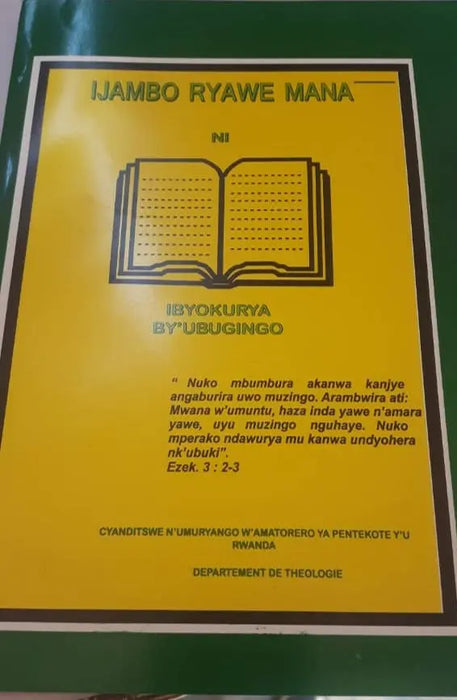 IJAMBO RYAWE MANA
NI
IBYOKURYA
BY'UBUGINGO
“ Nuko mbumbura akanwa kanjye
angaburira uwo muzingo. Arambwira ati:
Mwana w'umuntu, haza inda yawe n'amara
yawe, uyu muzingo nguhaye. Nuko
mperako ndawurya mu kanwa undyohera
nk'ubuki”.
Ezek. 3 : 2-3
CYANDITSWE N'UMURYANGO W'AMATORERO YA PENTEKOTE Y'U
RWANDA
DEPARTEMENT DE THEOLOGIE